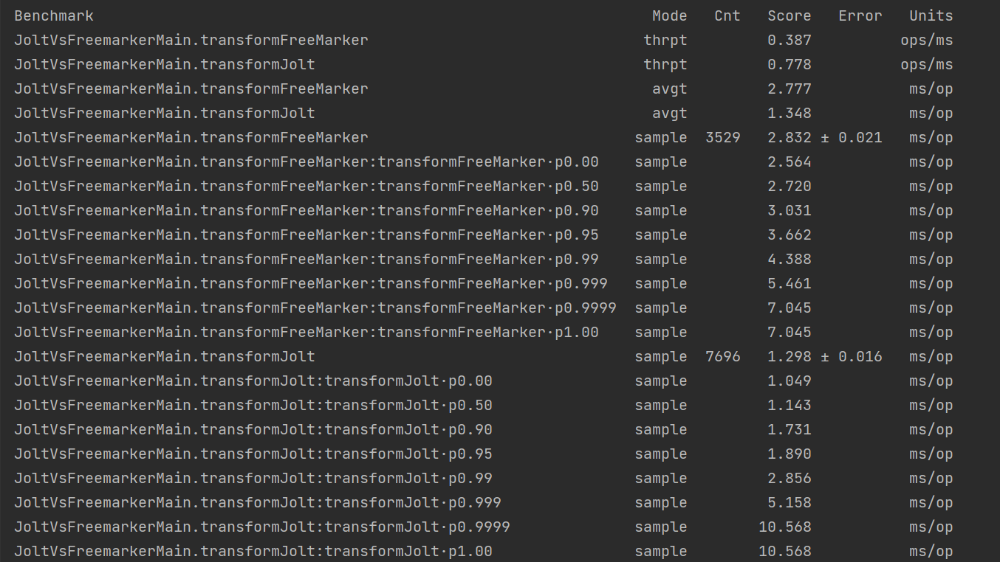 Benchmark Mode Cnt Score Error Units
JoltVsFreemarkerMain.transformFreeMarker thrpt 0.387 ops/ms
JoltVsFreemarkerMain.transformJolt thrpt 0.778 ops/ms
JoltVsFreemarkerMain.transformFreeMarker avgt 2.777 ms/op
JoltVsFreemarkerMain.transformJolt avgt 1.348 ms/op
JoltVsFreemarkerMain.transformFreeMarker sample 3529 2.832 ± 0.021 ms/op
JoltVsFreemarkerMain.transformFreeMarker:transformFreeMarker·p0.00 sample 2.564 ms/op
JoltVsFreemarkerMain.transformFreeMarker:transformFreeMarker·p0.50 sample 2.720 ms/op
JoltVsFreemarkerMain.transformFreeMarker:transformFreeMarker·p0.90 sample 3.031 ms/op
JoltVsFreemarkerMain.transformFreeMarker:transformFreeMarker·p0.95 sample 3.662 ms/op
JoltVsFreemarkerMain.transformFreeMarker:transformFreeMarker·p0.99 sample 4.388 ms/op
JoltVsFreemarkerMain.transformFreeMarker:transformFreeMarker·p0.999 sample 5.461 ms/op
JoltVsFreemarkerMain.transformFreeMarker:transformFreeMarker·p0.9999 sample 7.045 ms/op
JoltVsFreemarkerMain.transformFreeMarker:transformFreeMarker·p1.00 sample 7.045 ms/op
JoltVsFreemarkerMain.transformJolt sample 7696 1.298 ± 0.016 ms/op
JoltVsFreemarkerMain.transformJolt:transformJolt·p0.00 sample 1.049 ms/op
JoltVsFreemarkerMain.transformJolt:transformJolt·p0.50 sample 1.143 ms/op
JoltVsFreemarkerMain.transformJolt:transformJolt·p0.90 sample 1.731 ms/op
JoltVsFreemarkerMain.transformJolt:transformJolt·p0.95 sample 1.890 ms/op
JoltVsFreemarkerMain.transformJolt:transformJolt·p0.99 sample 2.856 ms/op
JoltVsFreemarkerMain.transformJolt:transformJolt·p0.999 sample 5.158 ms/op
JoltVsFreemarkerMain.transformJolt:transformJolt·p0.9999 sample 10.568 ms/op
JoltVsFreemarkerMain.transformJolt:transformJolt·p1.00 sample 10.568 ms/op